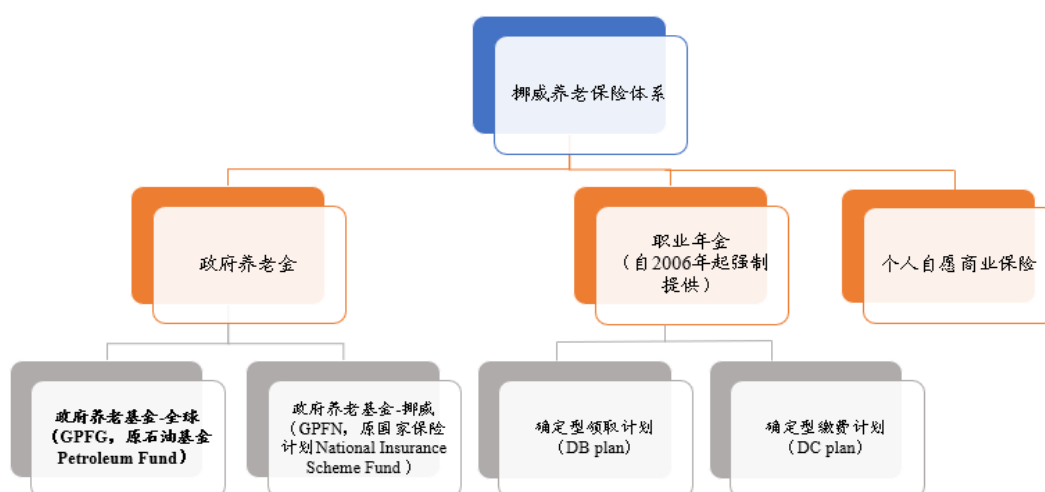 挪威养老保险体系
政府养老金
职业年金
（自2006年起强制
提供）
个人自愿商业保险
政府养老基金-全球
（GPFG，原石油基金
Petroleum Fund）
政府养老基金-挪威
（GPFN，原国家保险
计划National Insurance
Scheme Fund ）
确定型领取计划
（DB plan）
确定型缴费计划
（DC plan）